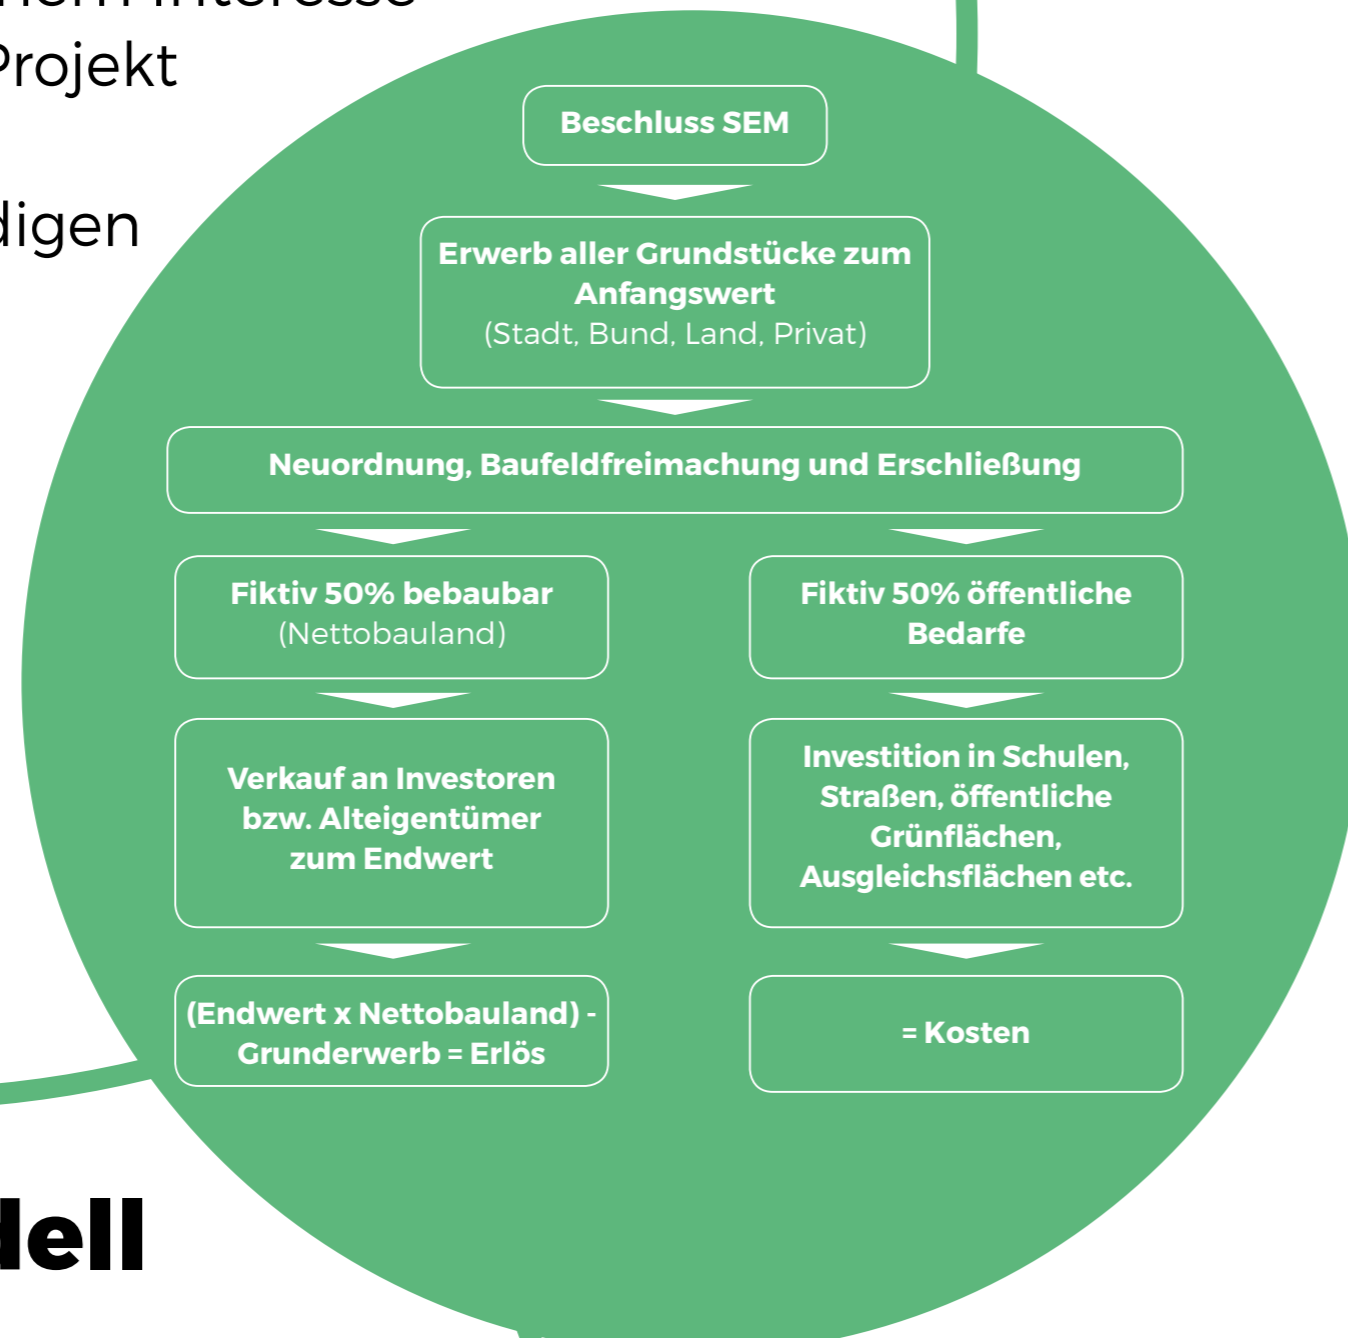 Interesse
Projekt
digen
Beschluss SEM
Erwerb aller Grundstücke zum
Anfangswert
(Stadt, Bund, Land, Privat)
Neuordnung, Baufeldfreimachung und Erschließung
Fiktiv 50% bebaubar
(Nettobauland)
Fiktiv 50% öffentliche
Bedarfe
Verkauf an Investoren
bzw. Alteigentümer
zum Endwert
Investition in Schulen,
Straßen, öffentliche
Grünflächen,
Ausgleichsflächen etc.
(Endwert x Nettobauland) -
Grunderwerb = Erlös
= Kosten
dell